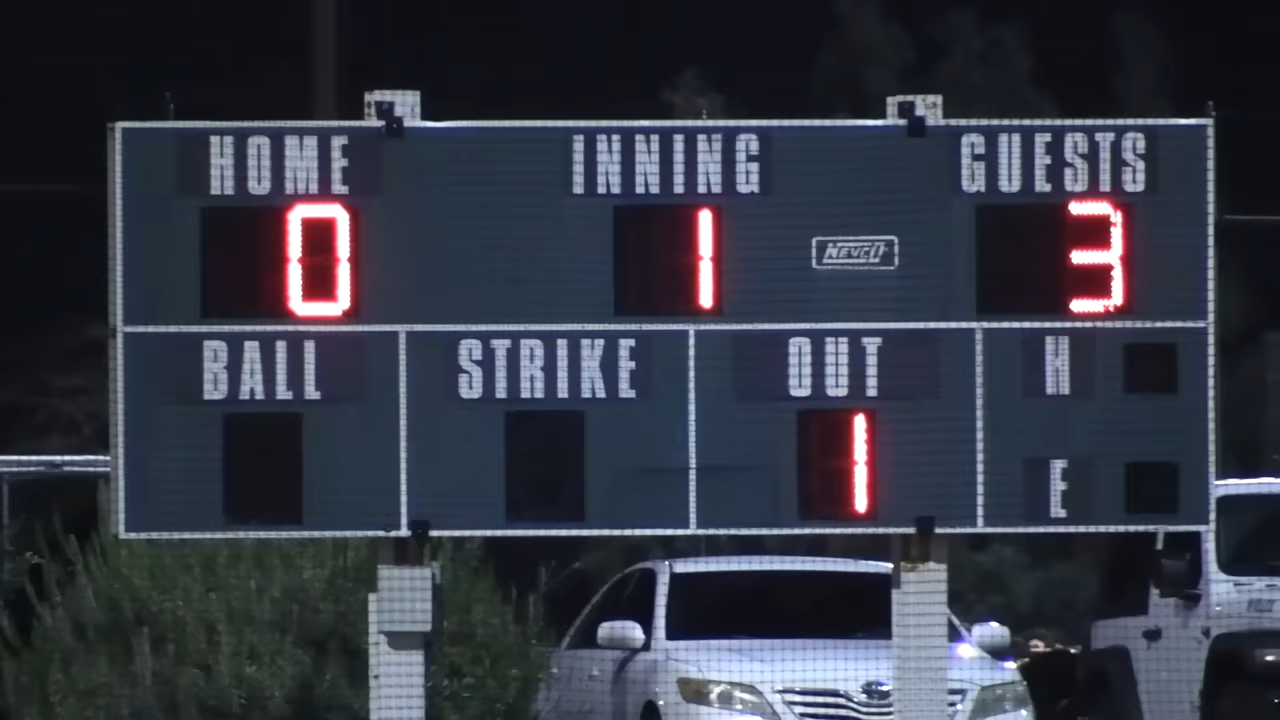 HOME INNING GUESTS
0 1 3
NEVCO
BALL STRIKE OUT H
1
E